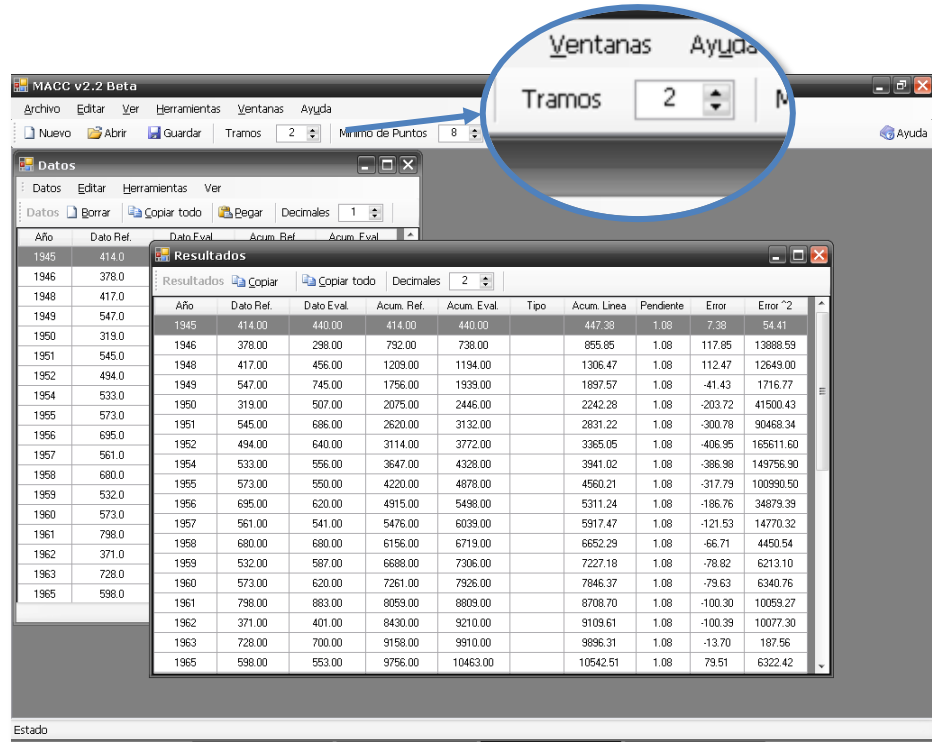 Ventanas Ayuda
Tramos 2 M
MACC v2.2 Beta
Archivo Editar Ver Herramientas Ventanas Ayuda
Nuevo Abrir Guardar Tramos 2 Mínimo de Puntos 8 Ayuda
Datos
Datos Editar Herramientas Ver
Datos Borrar Copiar todo Pegar Decimales 1
Año Dato Ref. Dato Eval. Acum. Ref. Acum. Eval.
1945 414.0
1946 378.0
1948 417.0
1949 547.0
1950 319.0
1951 545.0
1952 494.0
1954 533.0
1955 573.0
1956 695.0
1957 561.0
1958 680.0
1959 532.0
1960 573.0
1961 798.0
1962 371.0
1963 728.0
1965 598.0
Resultados
Resultados Copiar Copiar todo Decimales 2
Año Dato Ref. Dato Eval. Acum. Ref. Acum. Eval. Tipo Acum. Linea Pendiente Error Error ^2
1945 414.00 440.00 414.00 440.00 447.38 1.08 7.38 54.41
1946 378.00 298.00 792.00 738.00 855.85 1.08 117.85 13888.59
1948 417.00 456.00 1209.00 1194.00 1306.47 1.08 112.47 12649.00
1949 547.00 745.00 1756.00 1939.00 1897.57 1.08 -41.43 1716.77
1950 319.00 507.00 2075.00 2446.00 2242.28 1.08 -203.72 41500.43
1951 545.00 686.00 2620.00 3132.00 2831.22 1.08 -300.78 90468.34
1952 494.00 640.00 3114.00 3772.00 3365.05 1.08 -406.95 165611.60
1954 533.00 556.00 3647.00 4328.00 3941.02 1.08 -386.98 149756.90
1955 573.00 550.00 4220.00 4878.00 4560.21 1.08 -317.79 100990.50
1956 695.00 620.00 4915.00 5498.00 5311.24 1.08 -186.76 34879.39
1957 561.00 541.00 5476.00 6039.00 5917.47 1.08 -121.53 14770.32
1958 680.00 680.00 6156.00 6719.00 6652.29 1.08 -66.71 4450.54
1959 532.00 587.00 6688.00 7306.00 7227.18 1.08 -78.82 6213.10
1960 573.00 620.00 7261.00 7926.00 7846.37 1.08 -79.63 6340.76
1961 798.00 883.00 8059.00 8809.00 8708.70 1.08 -100.30 10059.27
1962 371.00 401.00 8430.00 9210.00 9109.61 1.08 -100.39 10077.30
1963 728.00 700.00 9158.00 9910.00 9896.31 1.08 -13.70 187.56
1965 598.00 553.00 9756.00 10463.00 10542.51 1.08 79.51 6322.42
Estado